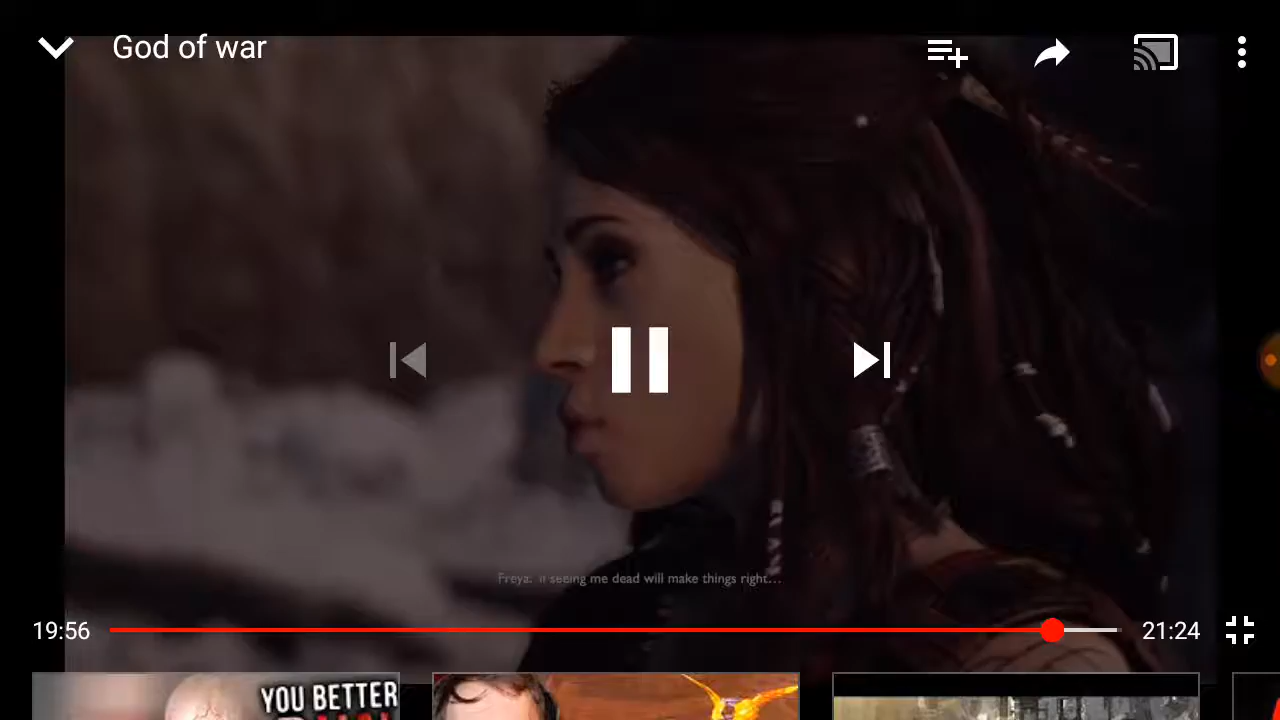 God of war
Freya: If seeing me dead will make things right...
19:56
21:24
YOU BETTER